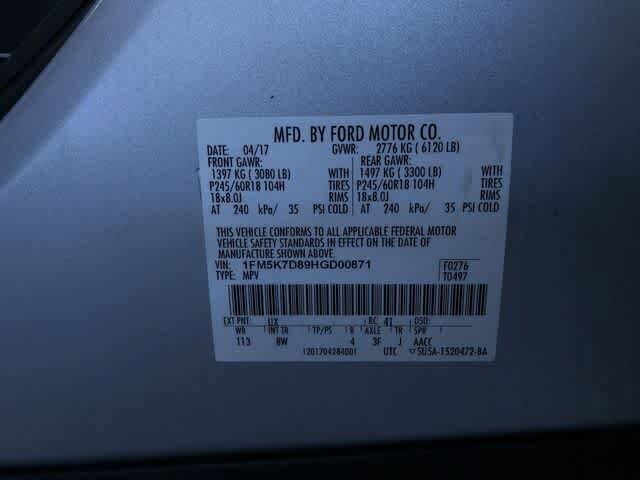 MFD. BY FORD MOTOR CO.
DATE: 04/17 GVWR: 2776 KG ( 6120 LB)
FRONT GAWR: REAR GAWR:
1397 KG ( 3080 LB) WITH 1497 KG ( 3300 LB) WITH
P245/60R18 104H TIRES P245/60R18 104H TIRES
18x8.0J RIMS 18x8.0J RIMS
AT 240 kPa/ 35 PSI COLD AT 240 kPa/ 35 PSI COLD
THIS VEHICLE CONFORMS TO ALL APPLICABLE FEDERAL MOTOR
VEHICLE SAFETY STANDARDS IN EFFECT ON THE DATE OF
MANUFACTURE SHOWN ABOVE.
VIN: 1FM5K7D89HGD00871 F0276
TYPE: MPV T0497
EXT PNT: UX RC: 41 DSO:
WB INT TR TP/PS R AXLE TR SPR
113 8W 4 3F J AACC
1201704284001 UTC ▽5U5A-1520472-BA